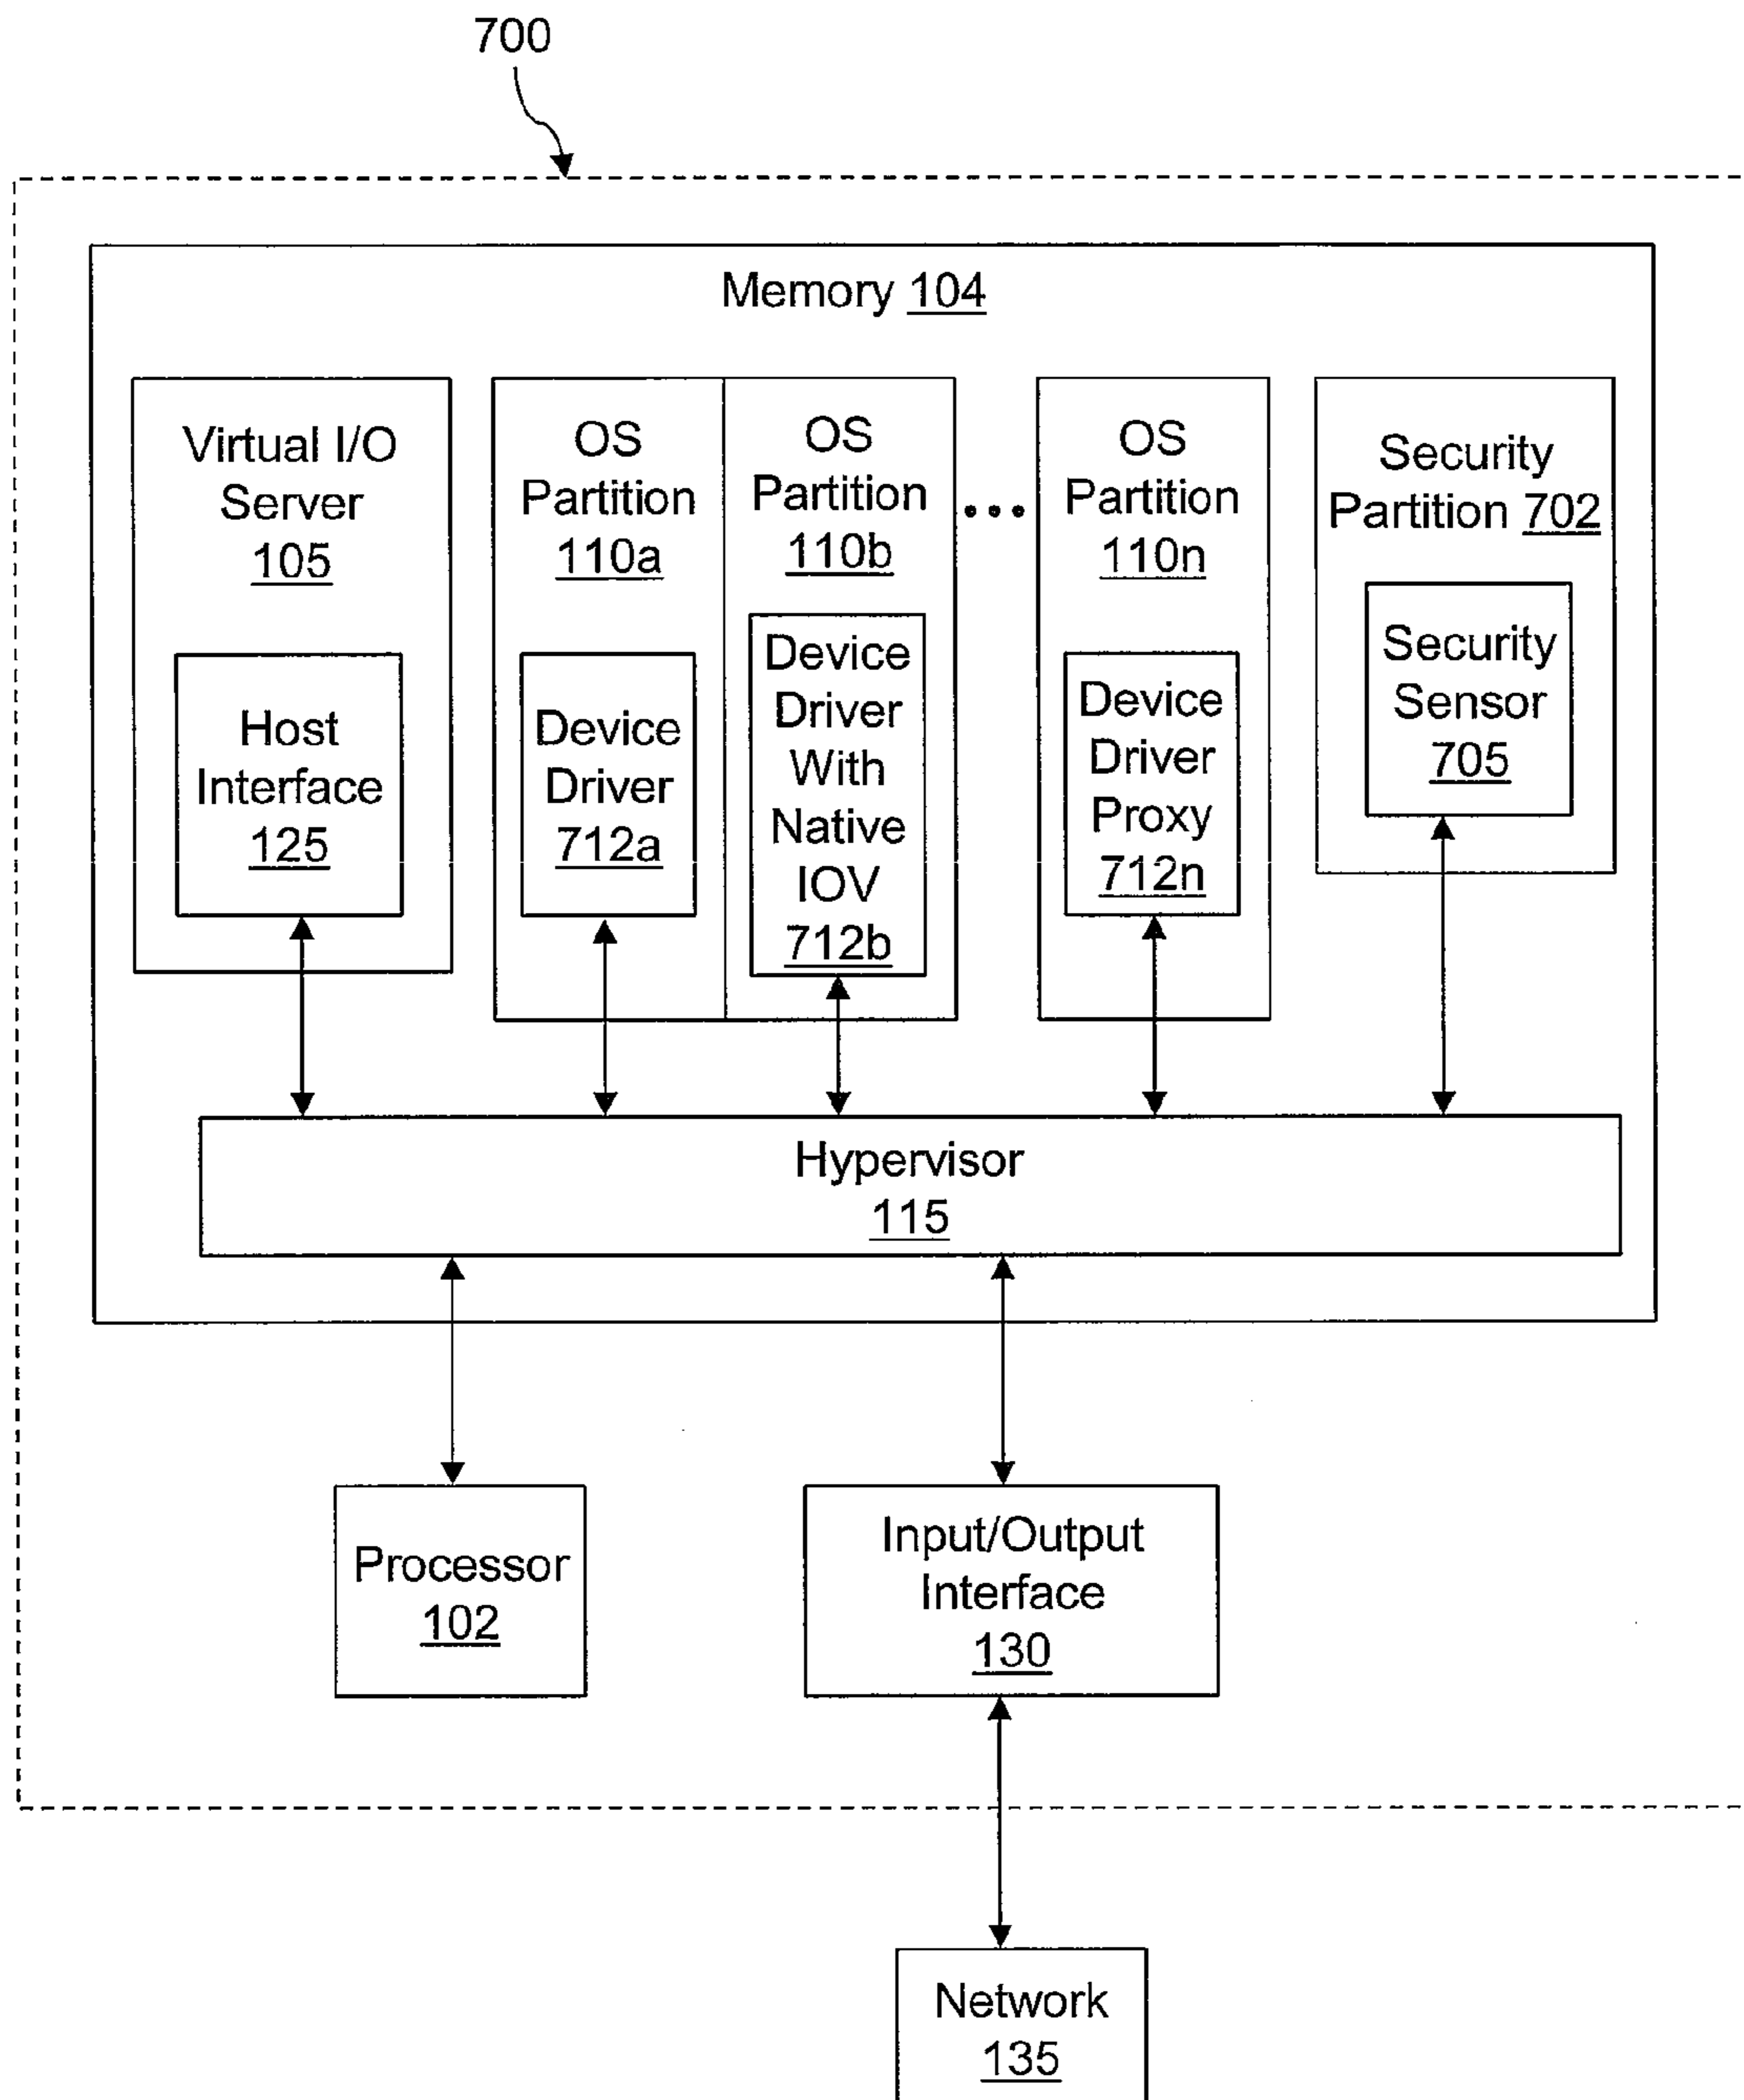 700
Memory 104
Virtual I/O
Server
105
Host
Interface
125
OS
Partition
110a
Device
Driver
712a
OS
Partition
110b
Device
Driver
With
Native
IOV
712b
•••
OS
Partition
110n
Device
Driver
Proxy
712n
Security
Partition 702
Security
Sensor
705
Hypervisor
115
Processor
102
Input/Output
Interface
130
Network
135